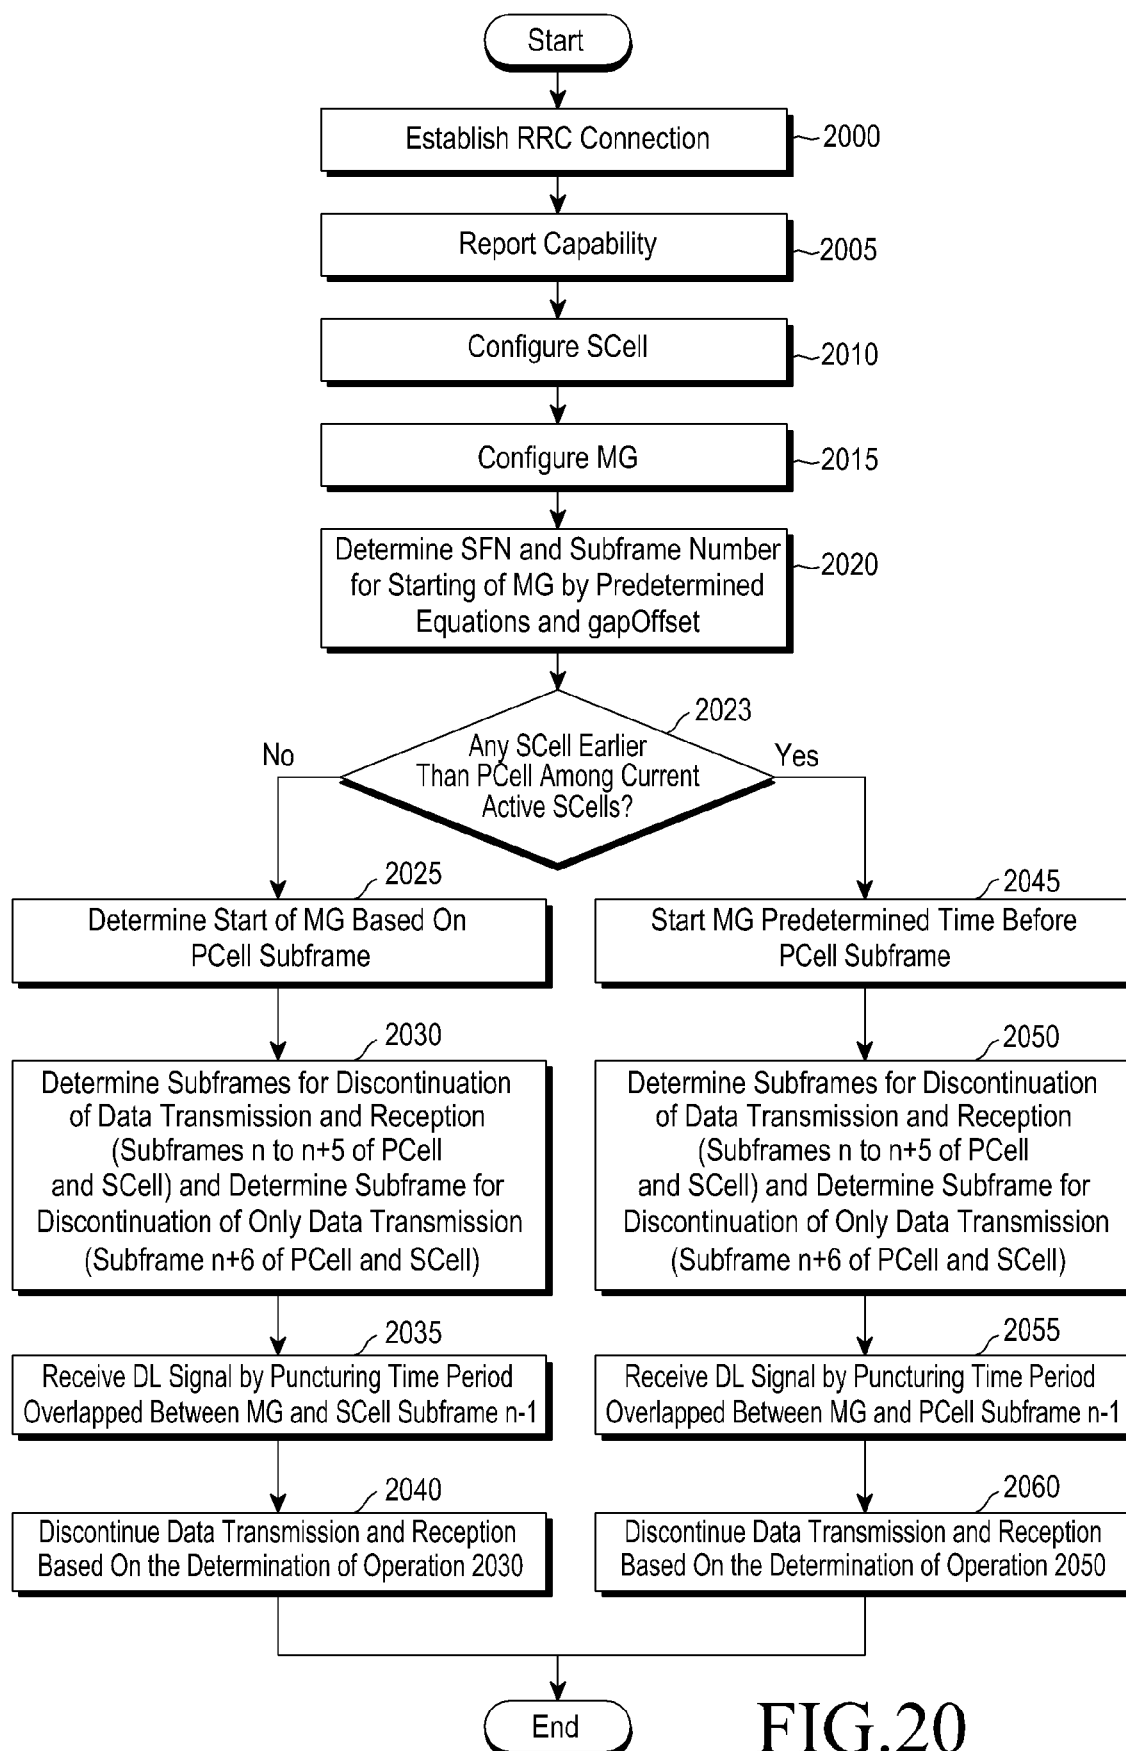 Start
Establish RRC Connection
2000
Report Capability
2005
Configure SCell
2010
Configure MG
2015
Determine SFN and Subframe Number
for Starting of MG by Predetermined
Equations and gapOffset
2020
2023
Any SCell Earlier
Than PCell Among Current
Active SCells?
No
Yes
2025
Determine Start of MG Based On
PCell Subframe
2030
Determine Subframes for Discontinuation
of Data Transmission and Reception
(Subframes n to n+5 of PCell
and SCell) and Determine Subframe for
Discontinuation of Only Data Transmission
(Subframe n+6 of PCell and SCell)
2035
Receive DL Signal by Puncturing Time Period
Overlapped Between MG and SCell Subframe n-1
2040
Discontinue Data Transmission and Reception
Based On the Determination of Operation 2030
2045
Start MG Predetermined Time Before
PCell Subframe
2050
Determine Subframes for Discontinuation
of Data Transmission and Reception
(Subframes n to n+5 of PCell
and SCell) and Determine Subframe for
Discontinuation of Only Data Transmission
(Subframe n+6 of PCell and SCell)
2055
Receive DL Signal by Puncturing Time Period
Overlapped Between MG and PCell Subframe n-1
2060
Discontinue Data Transmission and Reception
Based On the Determination of Operation 2050
End
FIG.20